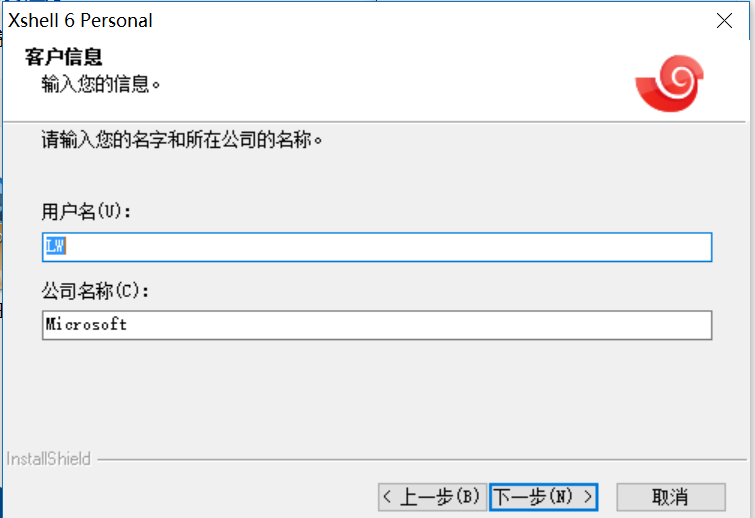 Xshell 6 Personal
客户信息
输入您的信息。
请输入您的名字和所在公司的名称。
用户名(U):
LW
公司名称(C):
Microsoft
InstallShield
< 上一步(B) 下一步(N) > 取消